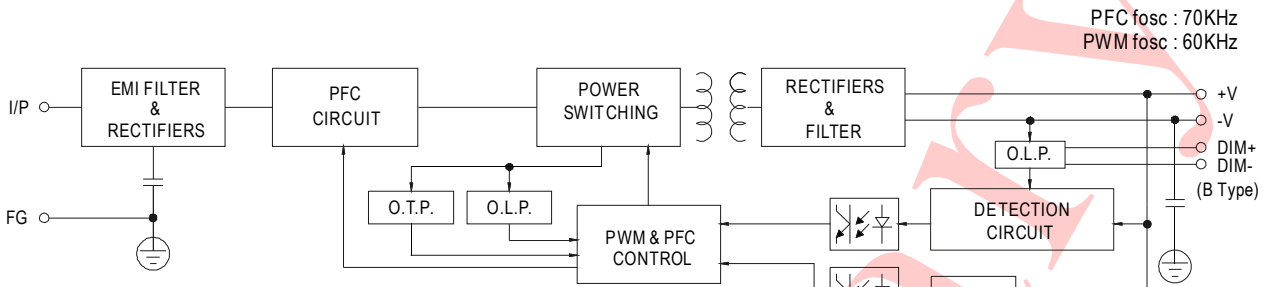 PFC fosc : 70KHz
PWM fosc : 60KHz
I/P
EMI FILTER
&
RECTIFIERS
PFC
CIRCUIT
POWER
SWITCHING
RECTIFIERS
&
FILTER
+V
-V
DIM+
DIM-
(B Type)
O.L.P.
FG
O.T.P.
O.L.P.
PWM & PFC
CONTROL
DETECTION
CIRCUIT